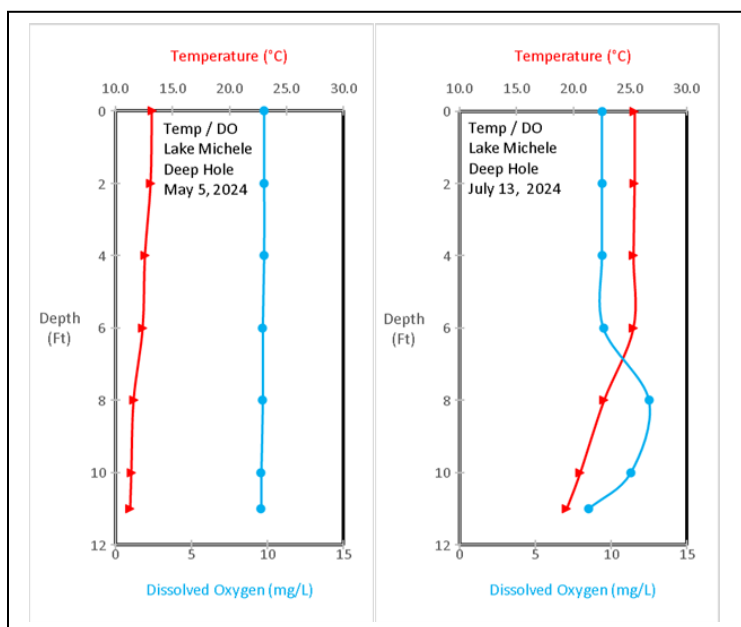 Temperature (°C)
10.0 15.0 20.0 25.0 30.0
0
2
4
6
8
10
12
Depth
(Ft)
Temp / DO
Lake Michele
Deep Hole
May 5, 2024
0 5 10 15
Dissolved Oxygen (mg/L)
Temperature (°C)
10.0 15.0 20.0 25.0 30.0
0
2
4
6
8
10
12
Depth
(Ft)
Temp / DO
Lake Michele
Deep Hole
July 13, 2024
0 5 10 15
Dissolved Oxygen (mg/L)